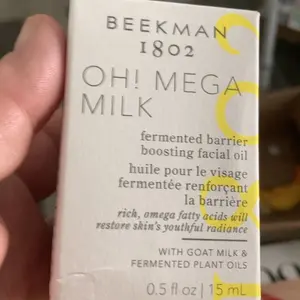 BEEKMAN
1802
OH! MEGA
MILK
fermented barrier
boosting facial oil
huile pour le visage
fermentée renforçant
la barrière
rich, omega fatty acids will
restore skin's youthful radiance
WITH GOAT MILK &
FERMENTED PLANT OILS
0.5 fl oz | 15 mL